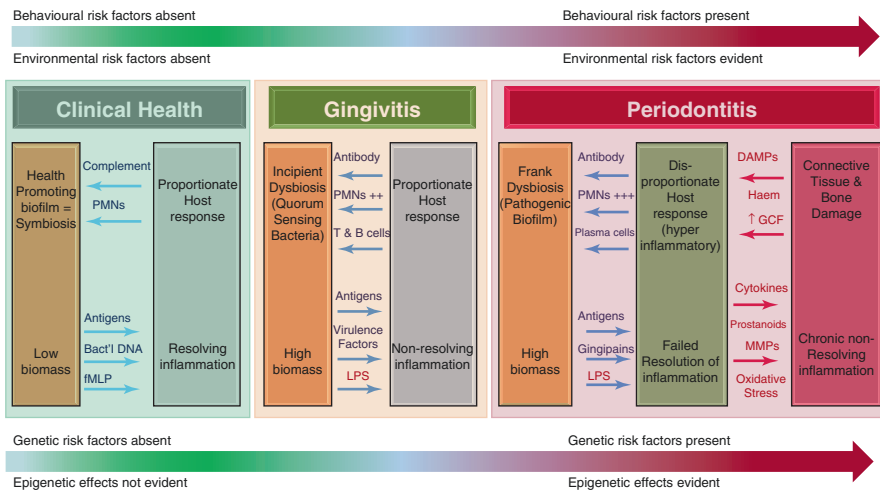 Behavioural risk factors absent
Behavioural risk factors present
Environmental risk factors absent
Environmental risk factors evident
Clinical Health
Health
Promoting
biofilm =
Symbiosis
Low
biomass
Complement
PMNs
Antigens
Bact'l DNA
fMLP
Proportionate
Host
response
Resolving
inflammation
Gingivitis
Incipient
Dysbiosis
(Quorum
Sensing
Bacteria)
High
biomass
Antibody
PMNs ++
T & B cells
Antigens
Virulence
Factors
LPS
Proportionate
Host
response
Non-resolving
inflammation
Periodontitis
Frank
Dysbiosis
(Pathogenic
Biofilm)
High
biomass
Antibody
PMNs +++
Plasma cells
Antigens
Gingipains
LPS
Dis-
proportionate
Host
response
(hyper
inflammatory)
Failed
Resolution of
inflammation
DAMPs
Haem
↑ GCF
Cytokines
Prostanoids
MMPs
Oxidative
Stress
Connective
Tissue &
Bone
Damage
Chronic non-
Resolving
inflammation
Genetic risk factors absent
Genetic risk factors present
Epigenetic effects not evident
Epigenetic effects evident